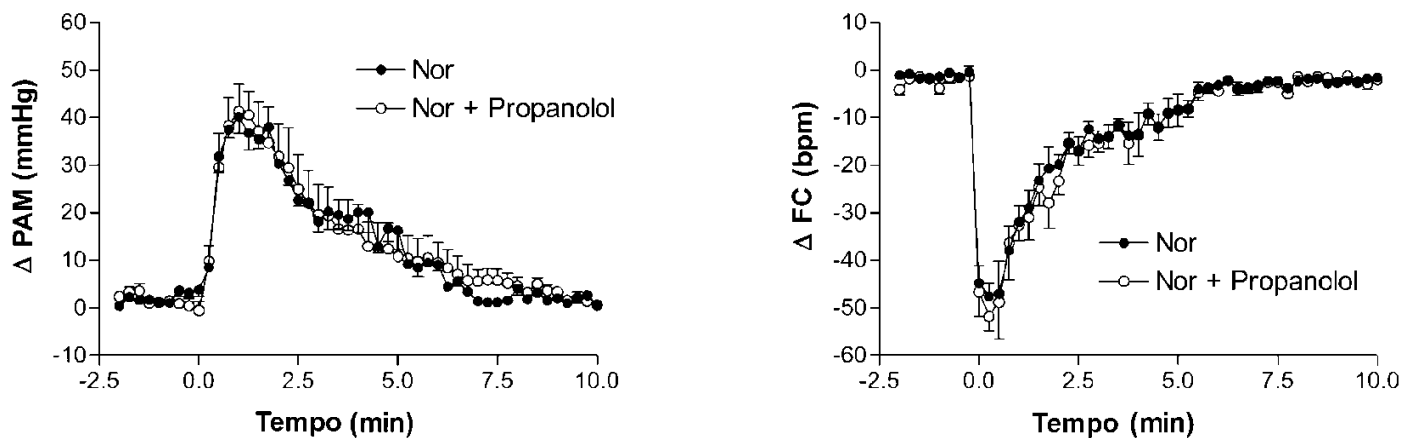 60
50
40
30
20
10
0
-10
Δ PAM (mmHg)
Nor
Nor + Propanolol
-2.5 0.0 2.5 5.0 7.5 10.0
Tempo (min)
10
0
-10
-20
-30
-40
-50
-60
Δ FC (bpm)
Nor
Nor + Propanolol
-2.5 0.0 2.5 5.0 7.5 10.0
Tempo (min)